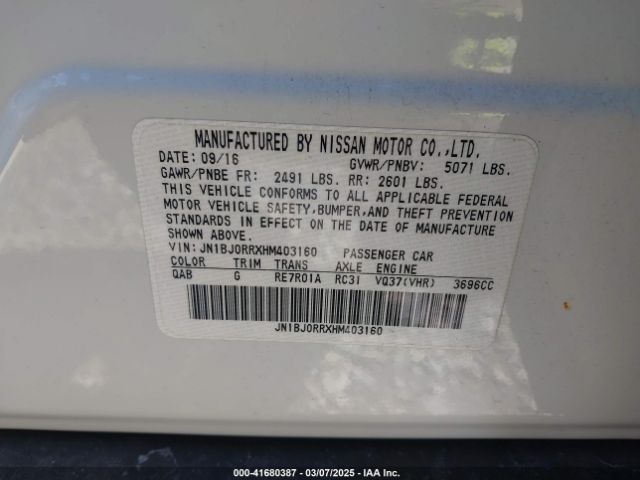 MANUFACTURED BY NISSAN MOTOR CO.,LTD.
DATE: 09/16 GVWR/PNBV: 5071 LBS.
GAWR/PNBE FR: 2491 LBS. RR: 2601 LBS.
THIS VEHICLE CONFORMS TO ALL APPLICABLE FEDERAL
MOTOR VEHICLE SAFETY,BUMPER,AND THEFT PREVENTION
STANDARDS IN EFFECT ON THE DATE OF MANUFACTURE
SHOWN ABOVE.
VIN: JN1BJ0RRXHM403160 PASSENGER CAR
COLOR TRIM TRANS AXLE ENGINE
QAB G RE7R01A RC31 VQ37(VHR) 3696CC
JN1BJ0RRXHM403160
000-41680387 - 03/07/2025 - IAA Inc.